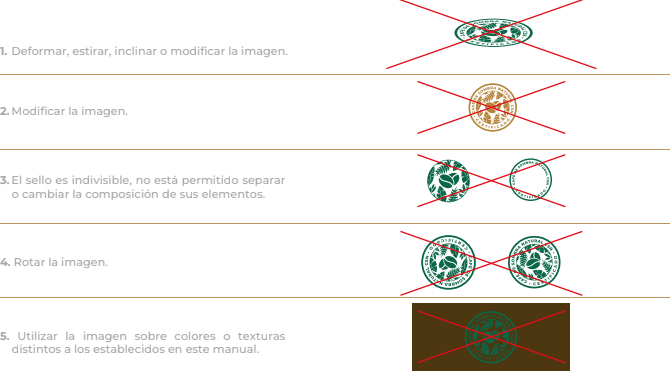 1. Deformar, estirar, inclinar o modificar la imagen.
2. Modificar la imagen.
3. El sello es indivisible, no está permitido separar
o cambiar la composición de sus elementos.
4. Rotar la imagen.
5. Utilizar la imagen sobre colores o texturas
distintos a los establecidos en este manual.